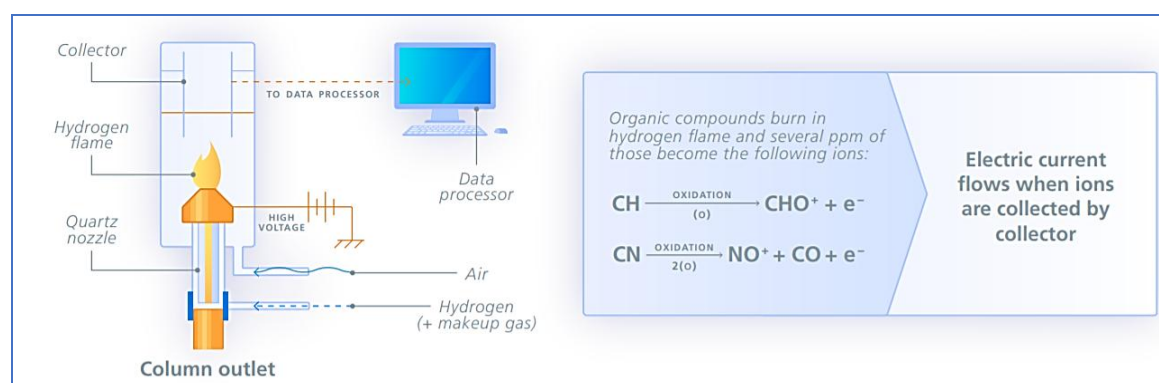 Collector
TO DATA PROCESSOR
Hydrogen
flame
Data
processor
HIGH
VOLTAGE
Quartz
nozzle
Air
Hydrogen
(+ makeup gas)
Column outlet
Organic compounds burn in
hydrogen flame and several ppm of
those become the following ions:
CH OXIDATION (O) → CHO⁺ + e⁻
CN OXIDATION 2(O) → NO⁺ + CO + e⁻
Electric current
flows when ions
are collected by
collector